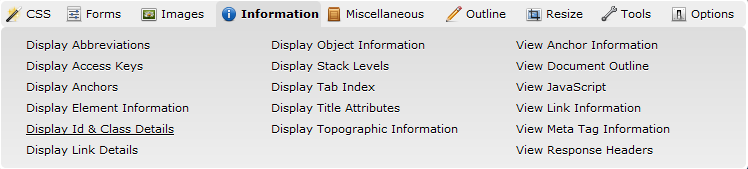 CSS Forms Images Information Miscellaneous Outline Resize Tools Options
Display Abbreviations
Display Access Keys
Display Anchors
Display Element Information
Display Id & Class Details
Display Link Details
Display Object Information
Display Stack Levels
Display Tab Index
Display Title Attributes
Display Topographic Information
View Anchor Information
View Document Outline
View JavaScript
View Link Information
View Meta Tag Information
View Response Headers